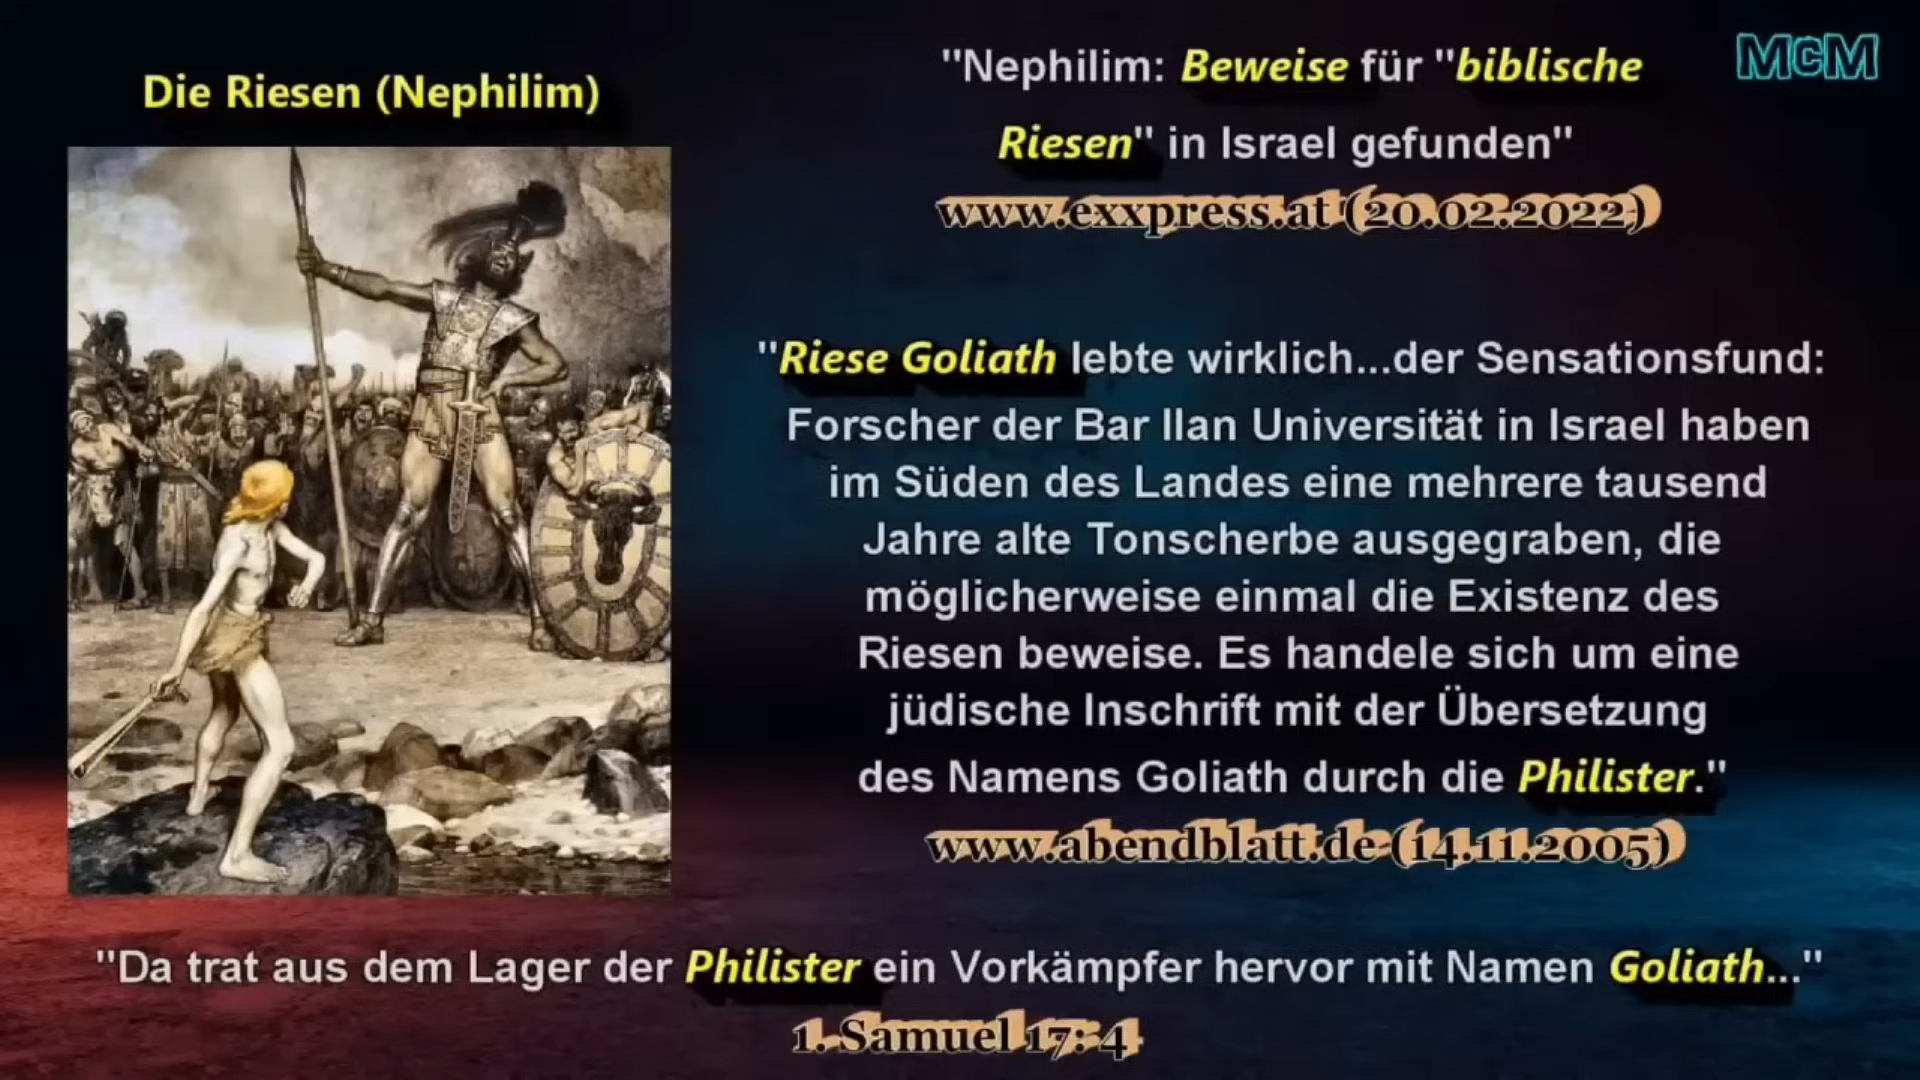 McM
Die Riesen (Nephilim)
"Nephilim: Beweise für "biblische
Riesen" in Israel gefunden"
www.exxpress.at (20.02.2022)
"Riese Goliath lebte wirklich...der Sensationsfund:
Forscher der Bar Ilan Universität in Israel haben
im Süden des Landes eine mehrere tausend
Jahre alte Tonscherbe ausgegraben, die
möglicherweise einmal die Existenz des
Riesen beweise. Es handele sich um eine
jüdische Inschrift mit der Übersetzung
des Namens Goliath durch die Philister."
www.abendblatt.de (14.11.2005)
"Da trat aus dem Lager der Philister ein Vorkämpfer hervor mit Namen Goliath..."
1. Samuel 17: 4